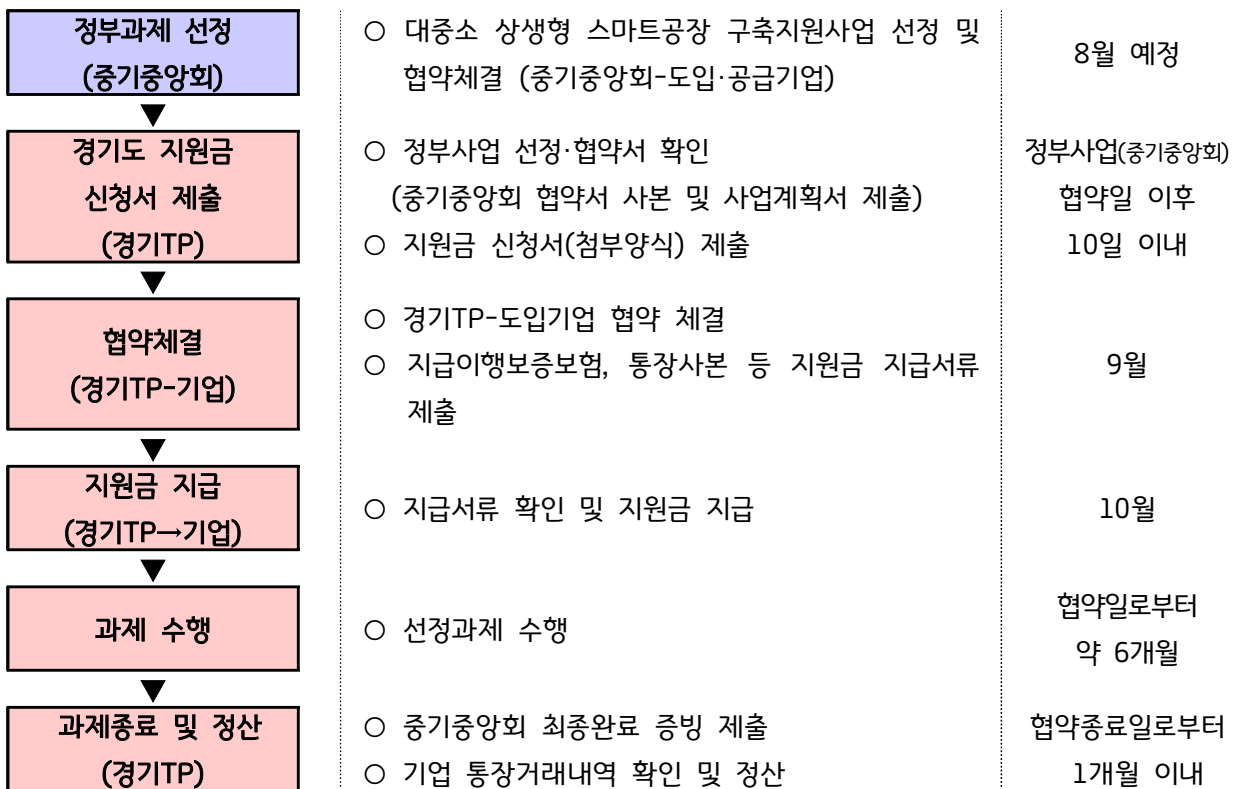 정부과제 선정
(중기중앙회)
○ 대중소 상생형 스마트공장 구축지원사업 선정 및
협약체결 (중기중앙회-도입·공급기업)
8월 예정
▼
경기도 지원금
신청서 제출
(경기TP)
○ 정부사업 선정·협약서 확인
(중기중앙회 협약서 사본 및 사업계획서 제출)
○ 지원금 신청서(첨부양식) 제출
정부사업(중기중앙회)
협약일 이후
10일 이내
▼
협약체결
(경기TP-기업)
○ 경기TP-도입기업 협약 체결
○ 지급이행보증보험, 통장사본 등 지원금 지급서류
제출
9월
▼
지원금 지급
(경기TP→기업)
○ 지급서류 확인 및 지원금 지급
10월
▼
과제 수행
○ 선정과제 수행
협약일로부터
약 6개월
▼
과제종료 및 정산
(경기TP)
○ 중기중앙회 최종완료 증빙 제출
○ 기업 통장거래내역 확인 및 정산
협약종료일로부터
1개월 이내